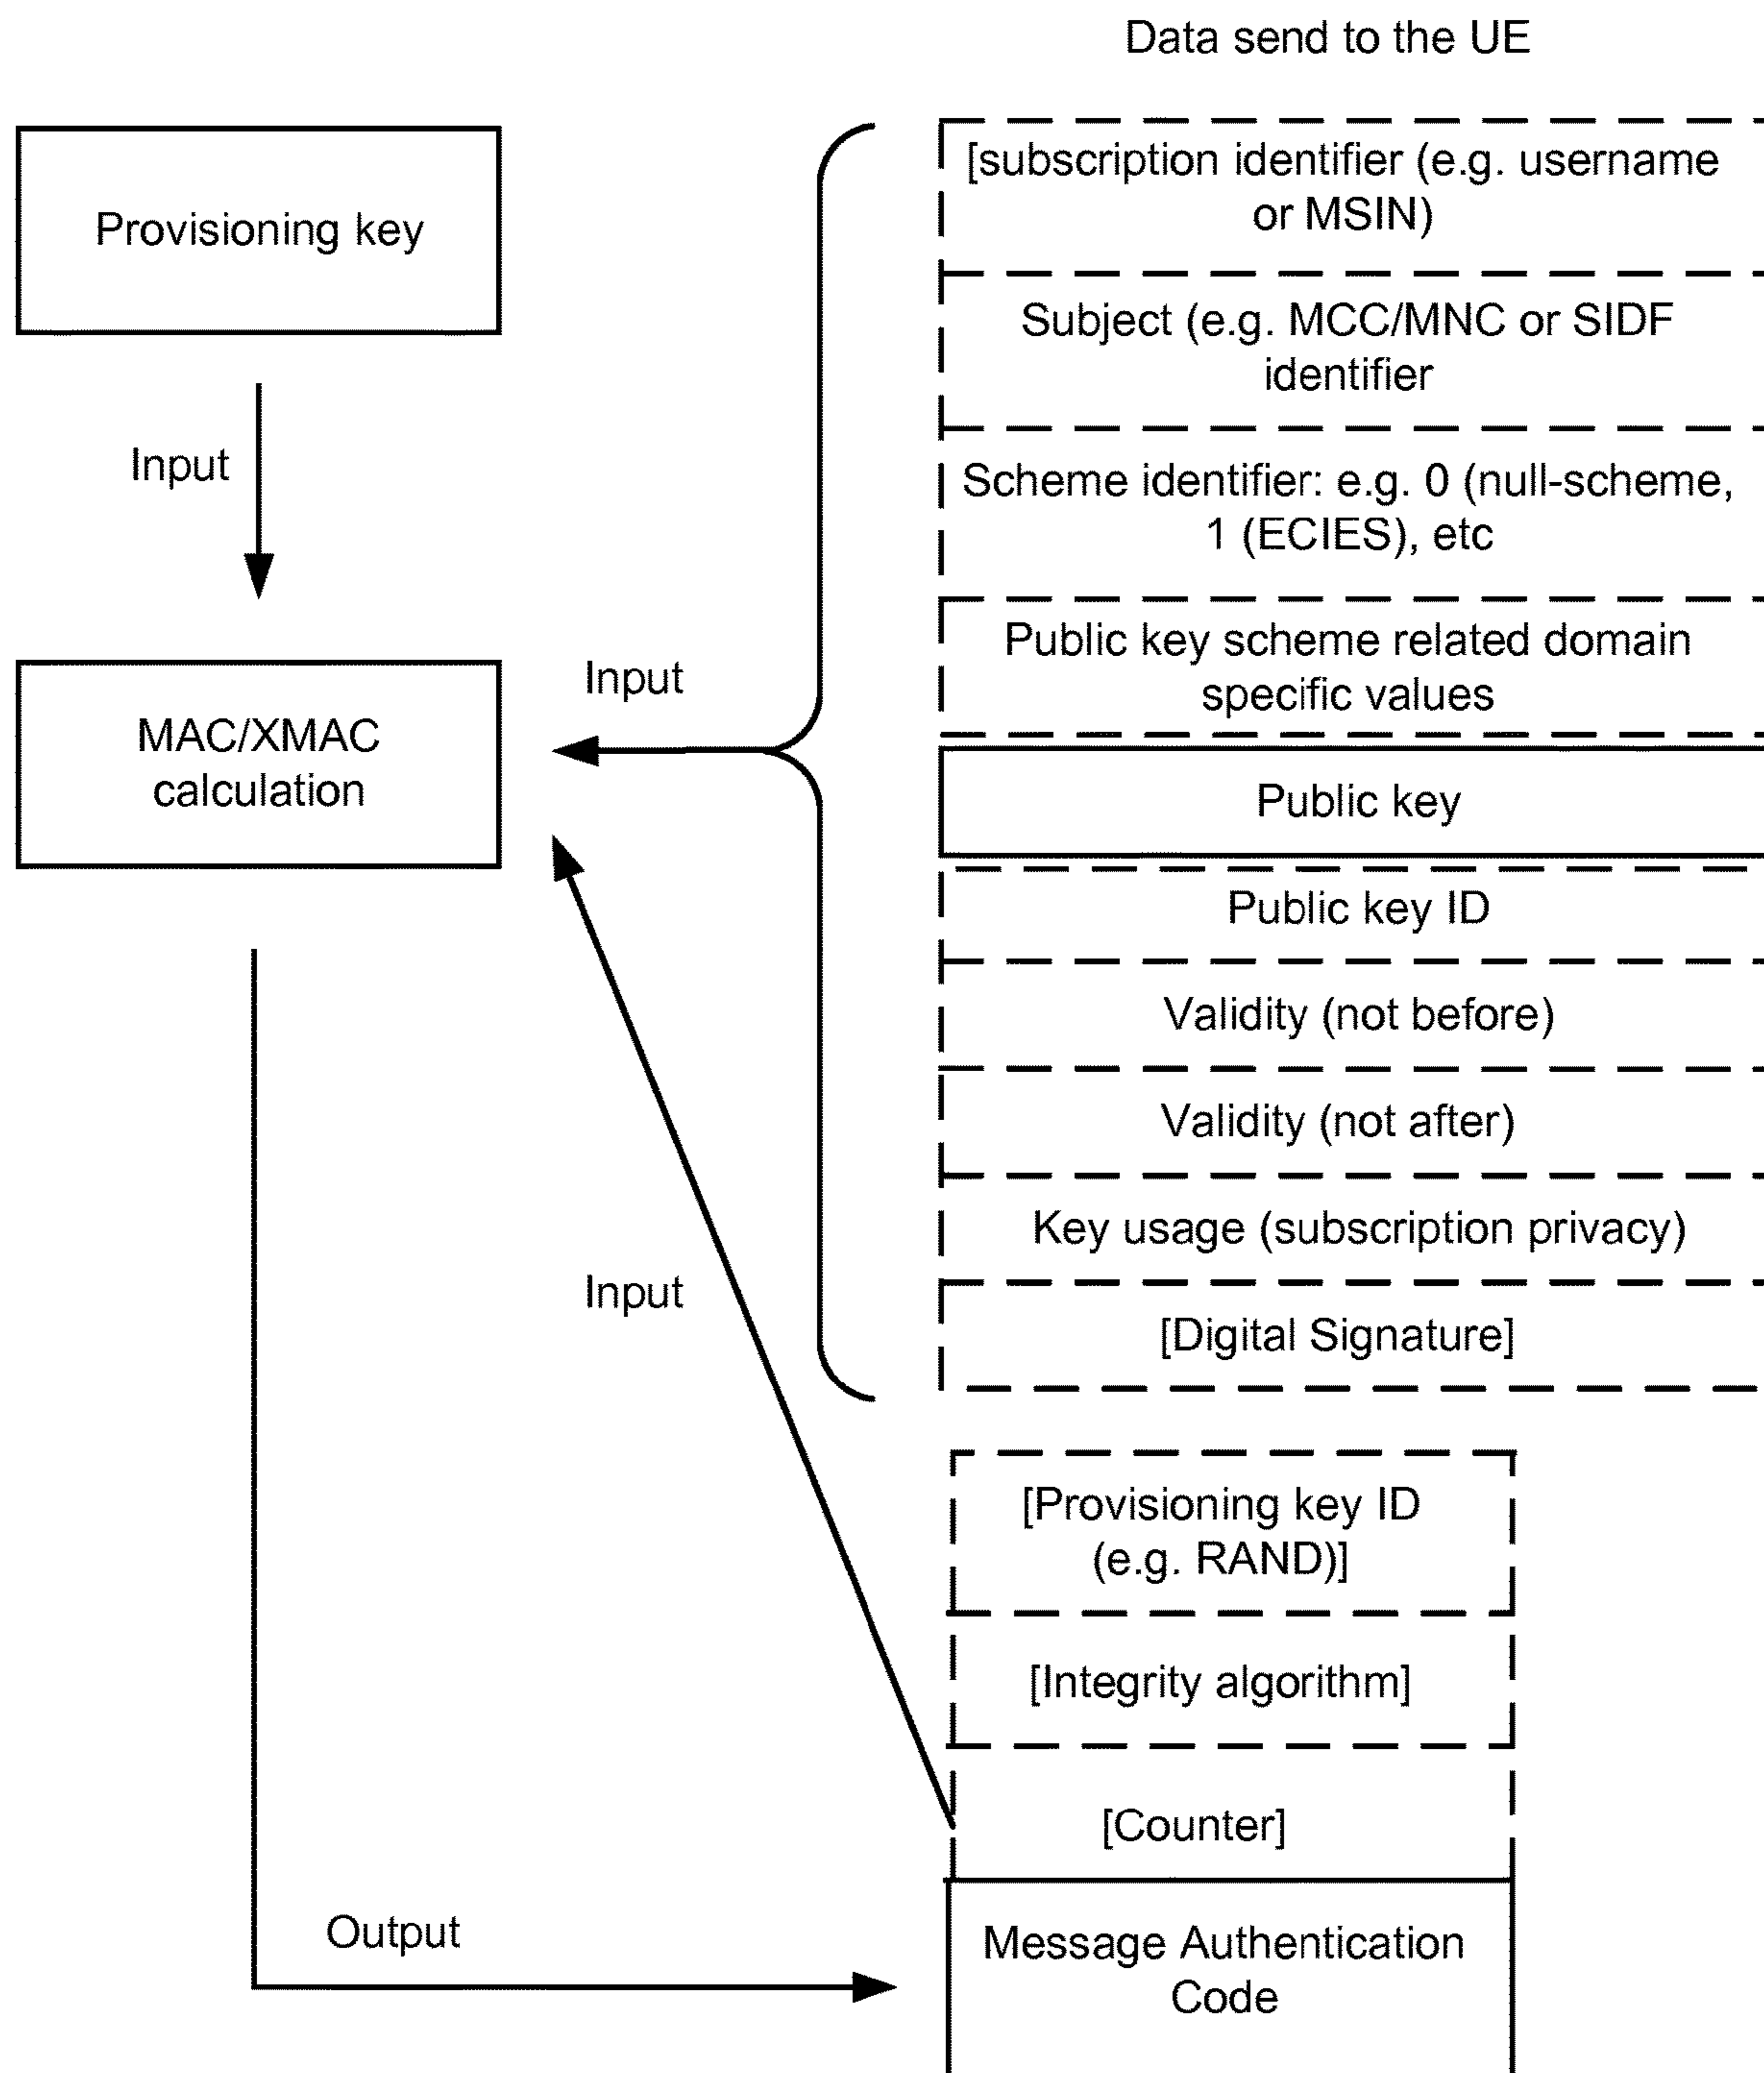 Data send to the UE
Provisioning key
Input
MAC/XMAC
calculation
Input
[subscription identifier (e.g. username
or MSIN)
Subject (e.g. MCC/MNC or SIDF
identifier
Scheme identifier: e.g. 0 (null-scheme,
1 (ECIES), etc
Public key scheme related domain
specific values
Public key
Public key ID
Validity (not before)
Validity (not after)
Key usage (subscription privacy)
[Digital Signature]
Input
[Provisioning key ID
(e.g. RAND)]
[Integrity algorithm]
[Counter]
Output
Message Authentication
Code